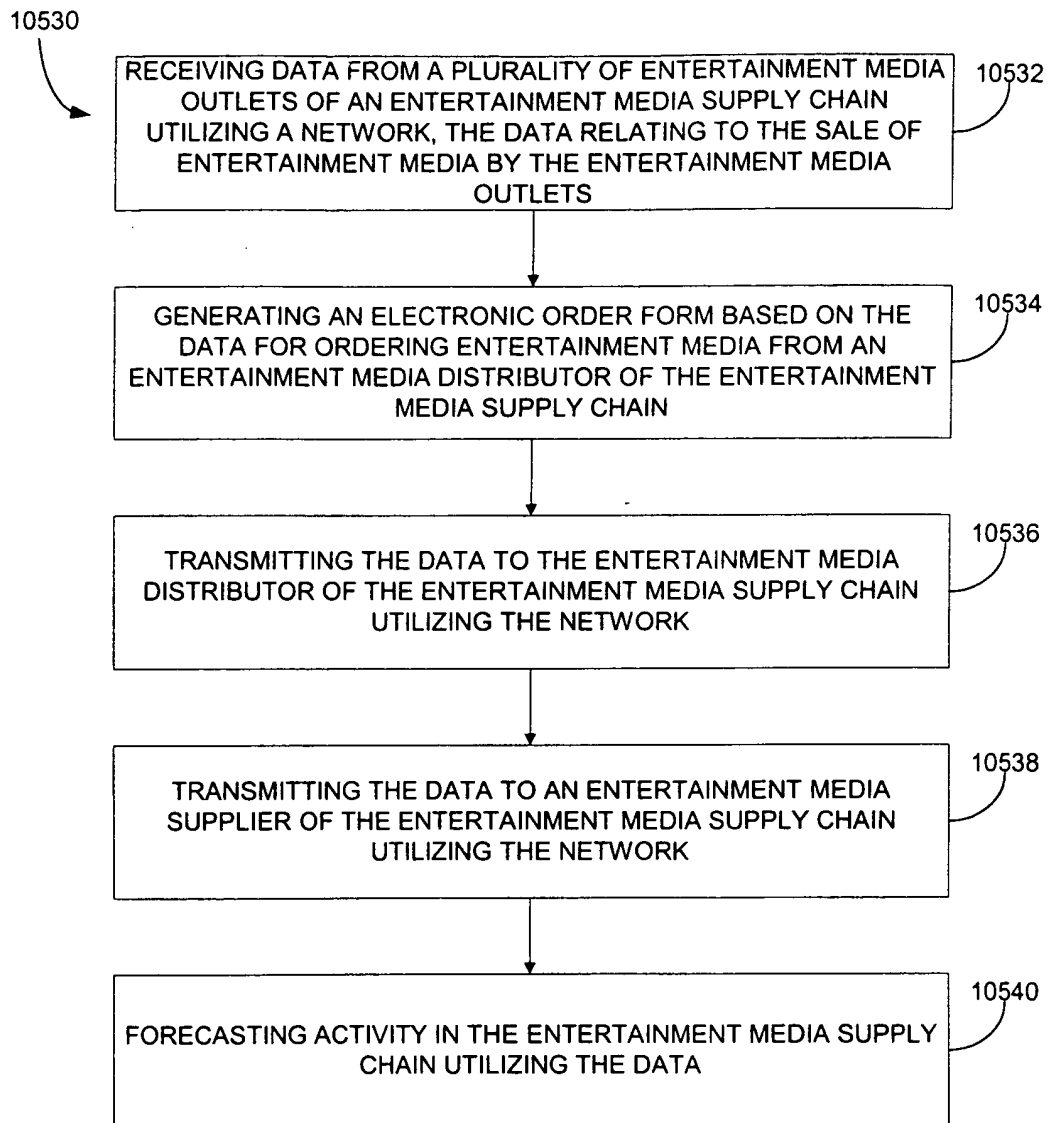 10530
RECEIVING DATA FROM A PLURALITY OF ENTERTAINMENT MEDIA
OUTLETS OF AN ENTERTAINMENT MEDIA SUPPLY CHAIN
UTILIZING A NETWORK, THE DATA RELATING TO THE SALE OF
ENTERTAINMENT MEDIA BY THE ENTERTAINMENT MEDIA
OUTLETS
10532
GENERATING AN ELECTRONIC ORDER FORM BASED ON THE
DATA FOR ORDERING ENTERTAINMENT MEDIA FROM AN
ENTERTAINMENT MEDIA DISTRIBUTOR OF THE ENTERTAINMENT
MEDIA SUPPLY CHAIN
10534
TRANSMITTING THE DATA TO THE ENTERTAINMENT MEDIA
DISTRIBUTOR OF THE ENTERTAINMENT MEDIA SUPPLY CHAIN
UTILIZING THE NETWORK
10536
TRANSMITTING THE DATA TO AN ENTERTAINMENT MEDIA
SUPPLIER OF THE ENTERTAINMENT MEDIA SUPPLY CHAIN
UTILIZING THE NETWORK
10538
FORECASTING ACTIVITY IN THE ENTERTAINMENT MEDIA SUPPLY
CHAIN UTILIZING THE DATA
10540